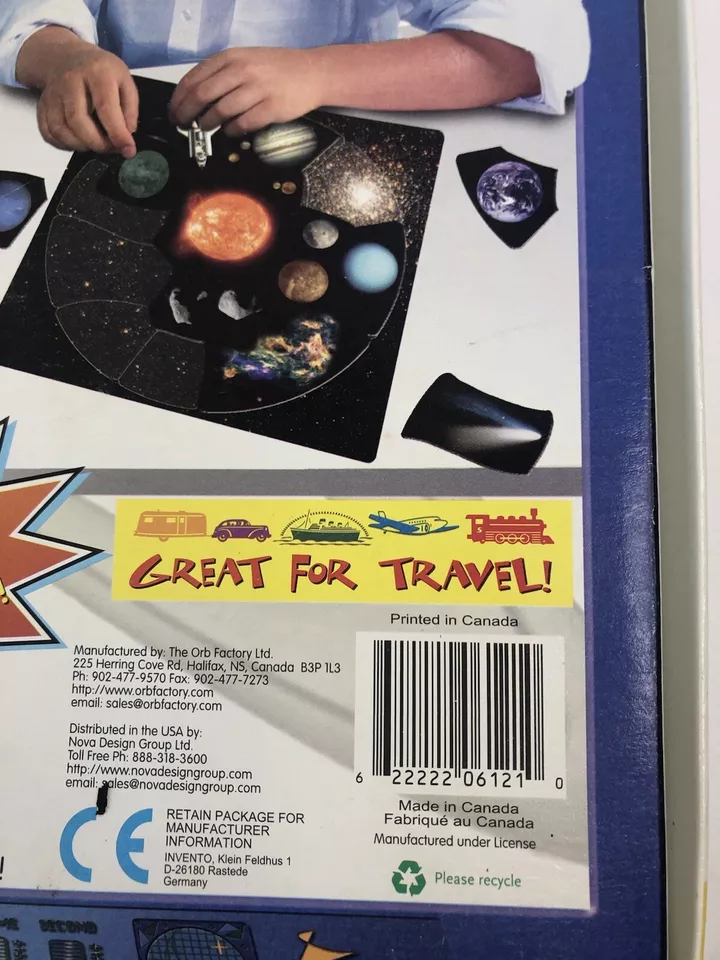 GREAT FOR TRAVEL!
Printed in Canada
Manufactured by: The Orb Factory Ltd.
225 Herring Cove Rd, Halifax, NS, Canada B3P 1L3
Ph: 902-477-9570 Fax: 902-477-7273
http://www.orbfactory.com
email: sales@orbfactory.com
Distributed in the USA by:
Nova Design Group Ltd.
Toll Free Ph: 888-318-3600
http://www.novadesigngroup.com
email: sales@novadesigngroup.com
6 22222 06121 0
Made in Canada
Fabriqué au Canada
Manufactured under License
CE
RETAIN PACKAGE FOR
MANUFACTURER
INFORMATION
INVENTO, Klein Feldhus 1
D-26180 Rastede
Germany
Please recycle
SECOND